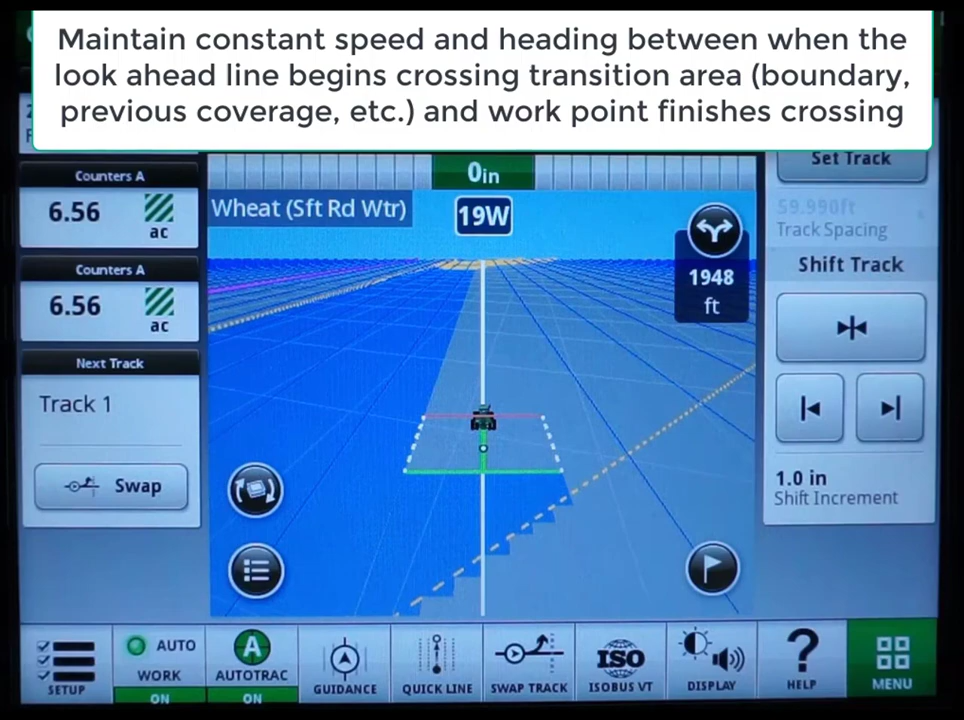 Maintain constant speed and heading between when the
look ahead line begins crossing transition area (boundary,
previous coverage, etc.) and work point finishes crossing
Counters A
6.56
ac
Counters A
6.56
ac
Next Track
Track 1
Swap
0in
Wheat (Sft Rd Wtr)
19W
1948
ft
Set Track
59.990ft
Track Spacing
Shift Track
1.0 in
Shift Increment
SETUP
AUTO
WORK
ON
A
AUTOTRAC
ON
GUIDANCE
QUICK LINE
SWAP TRACK
ISO
ISOBUS VT
DISPLAY
?
HELP
MENU